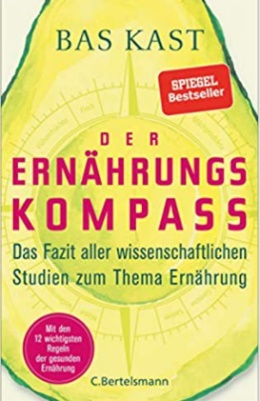 BAS KAST
SPIEGEL
Bestseller
DER
ERNÄHRUNGS
KOMPASS
Das Fazit aller wissenschaftlichen
Studien zum Thema Ernährung
Mit den
12 wichtigsten
Regeln
der gesunden
Ernährung
C.Bertelsmann